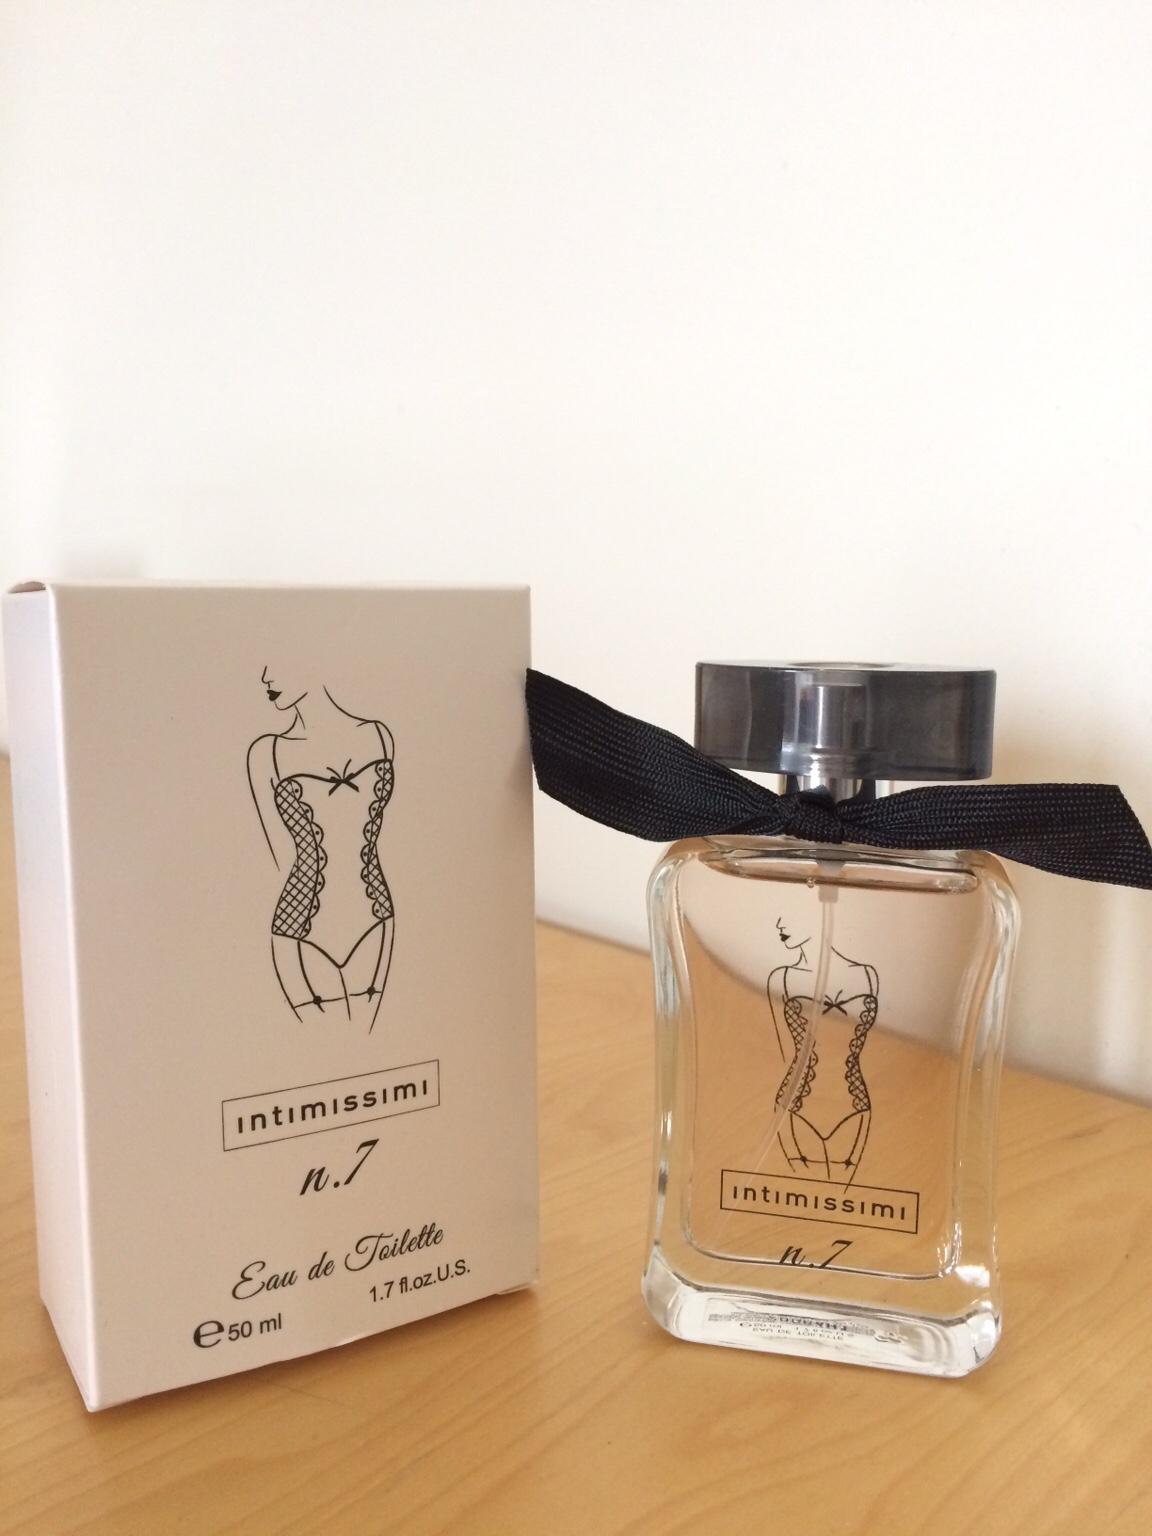 intimissimi
n.7
Eau de Toilette
1.7 fl.oz.U.S.
e 50 ml
intimissimi
n.7